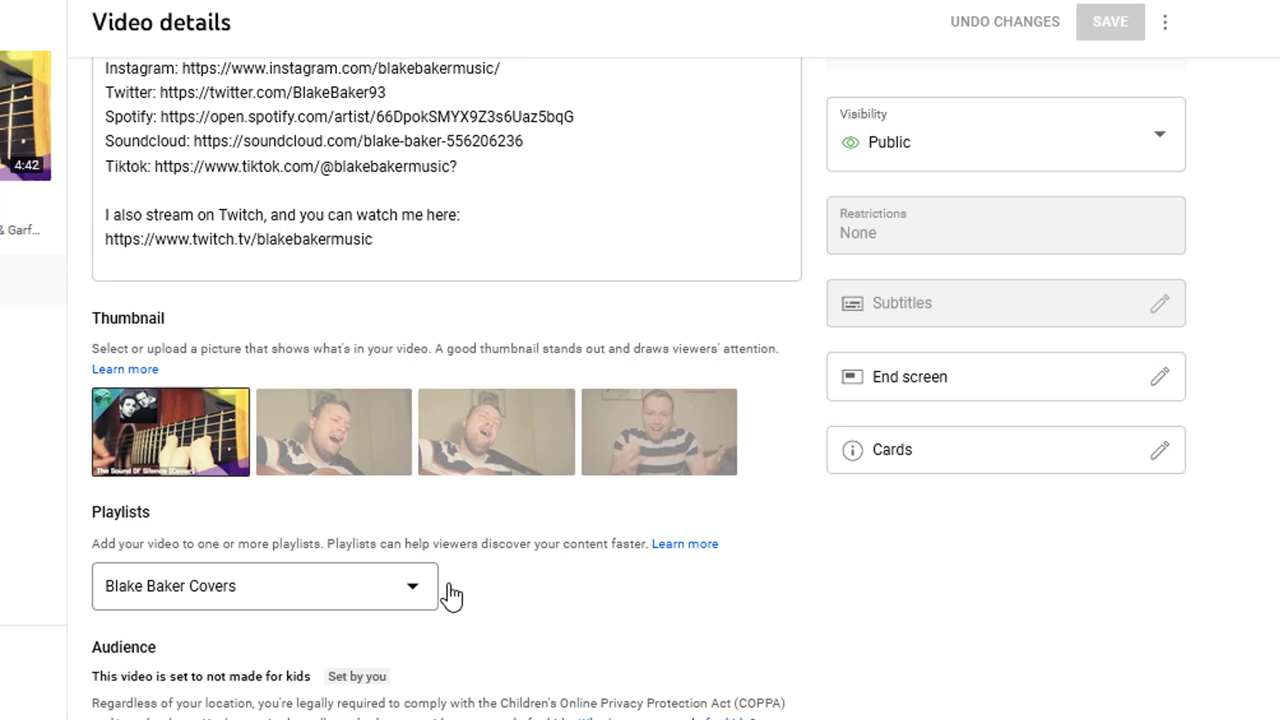 Video details
UNDO CHANGES
SAVE
Instagram: https://www.instagram.com/blakebakermusic/
Twitter: https://twitter.com/BlakeBaker93
Spotify: https://open.spotify.com/artist/66DpokSMYX9Z3s6Uaz5bqG
Soundcloud: https://soundcloud.com/blake-baker-556206236
Tiktok: https://www.tiktok.com/@blakebakermusic?
I also stream on Twitch, and you can watch me here:
https://www.twitch.tv/blakebakermusic
4:42
& Garf...
Thumbnail
Select or upload a picture that shows what's in your video. A good thumbnail stands out and draws viewers' attention.
Learn more
The Sound Of Silence (Cover)
Playlists
Add your video to one or more playlists. Playlists can help viewers discover your content faster. Learn more
Blake Baker Covers
Audience
This video is set to not made for kids
Set by you
Regardless of your location, you're legally required to comply with the Children's Online Privacy Protection Act (COPPA)
Visibility
Public
Restrictions
None
Subtitles
End screen
Cards